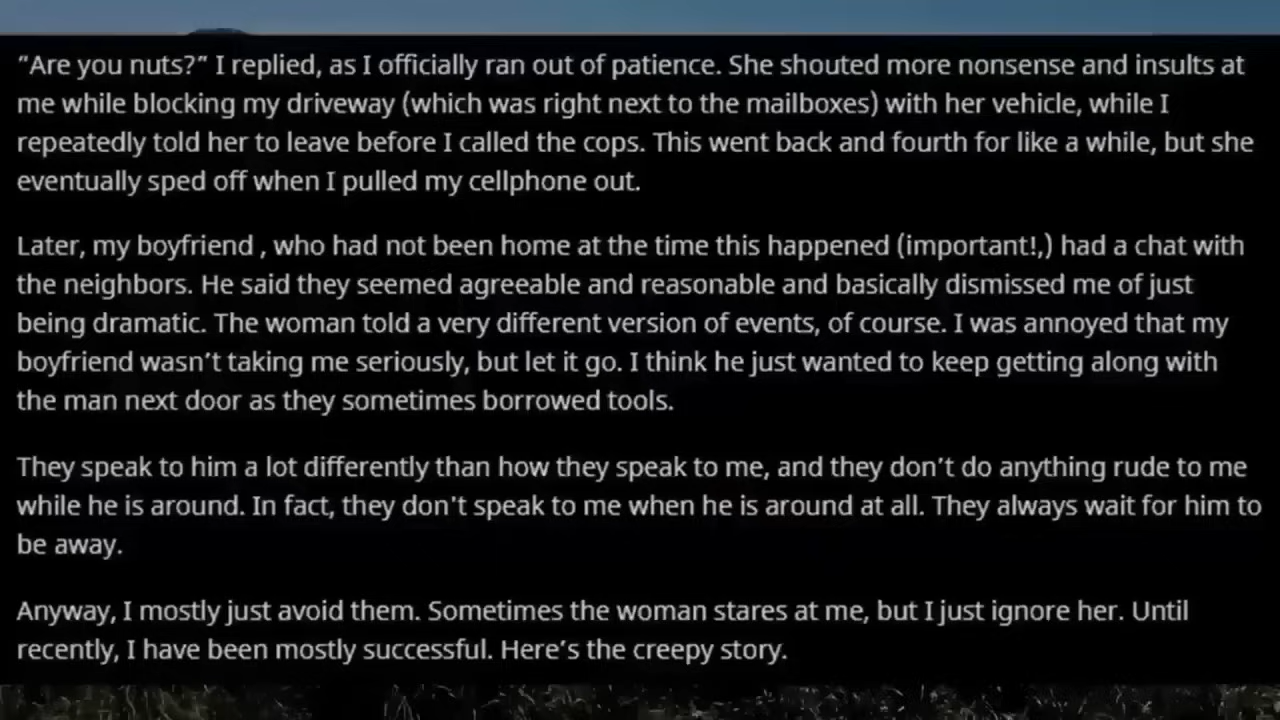 “Are you nuts?” I replied, as I officially ran out of patience. She shouted more nonsense and insults at
me while blocking my driveway (which was right next to the mailboxes) with her vehicle, while I
repeatedly told her to leave before I called the cops. This went back and fourth for like a while, but she
eventually sped off when I pulled my cellphone out.
Later, my boyfriend , who had not been home at the time this happened (important!,) had a chat with
the neighbors. He said they seemed agreeable and reasonable and basically dismissed me of just
being dramatic. The woman told a very different version of events, of course. I was annoyed that my
boyfriend wasn’t taking me seriously, but let it go. I think he just wanted to keep getting along with
the man next door as they sometimes borrowed tools.
They speak to him a lot differently than how they speak to me, and they don’t do anything rude to me
while he is around. In fact, they don't speak to me when he is around at all. They always wait for him to
be away.
Anyway, I mostly just avoid them. Sometimes the woman stares at me, but I just ignore her. Until
recently, I have been mostly successful. Here’s the creepy story.